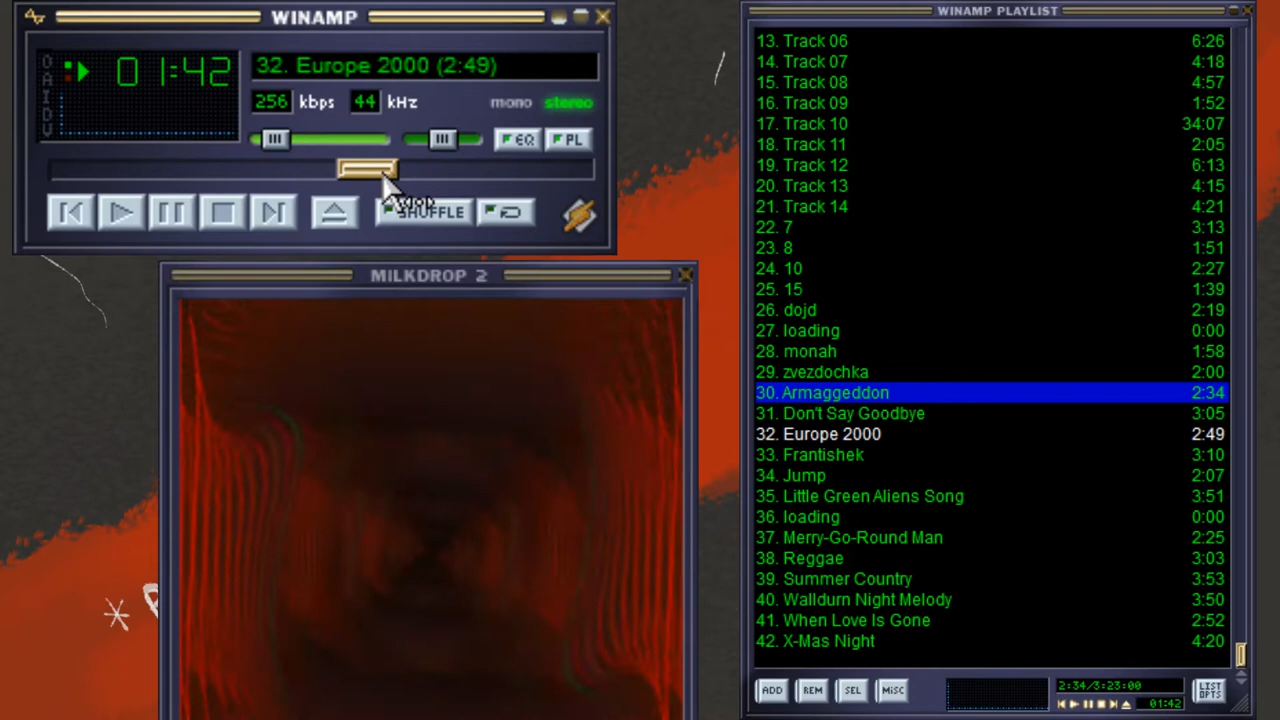 WINAMP
O
A
I
D
V
01:42
32. Europe 2000 (2:49)
256 kbps 44 kHz mono stereo
EQ PL
SHUFFLE
MILKDROP 2
WINAMP PLAYLIST
13. Track 06 6:26
14. Track 07 4:18
15. Track 08 4:57
16. Track 09 1:52
17. Track 10 34:07
18. Track 11 2:05
19. Track 12 6:13
20. Track 13 4:15
21. Track 14 4:21
22. 7 3:13
23. 8 1:51
24. 10 2:27
25. 15 1:39
26. dojd 2:19
27. loading 0:00
28. monah 1:58
29. zvezdochka 2:00
30. Armaggeddon 2:34
31. Don't Say Goodbye 3:05
32. Europe 2000 2:49
33. Frantishek 3:10
34. Jump 2:07
35. Little Green Aliens Song 3:51
36. loading 0:00
37. Merry-Go-Round Man 2:25
38. Reggae 3:03
39. Summer Country 3:53
40. Walldurn Night Melody 3:50
41. When Love Is Gone 2:52
42. X-Mas Night 4:20
ADD REM SEL MISC
2:34/3:23:00
01:42
LIST
OPTS